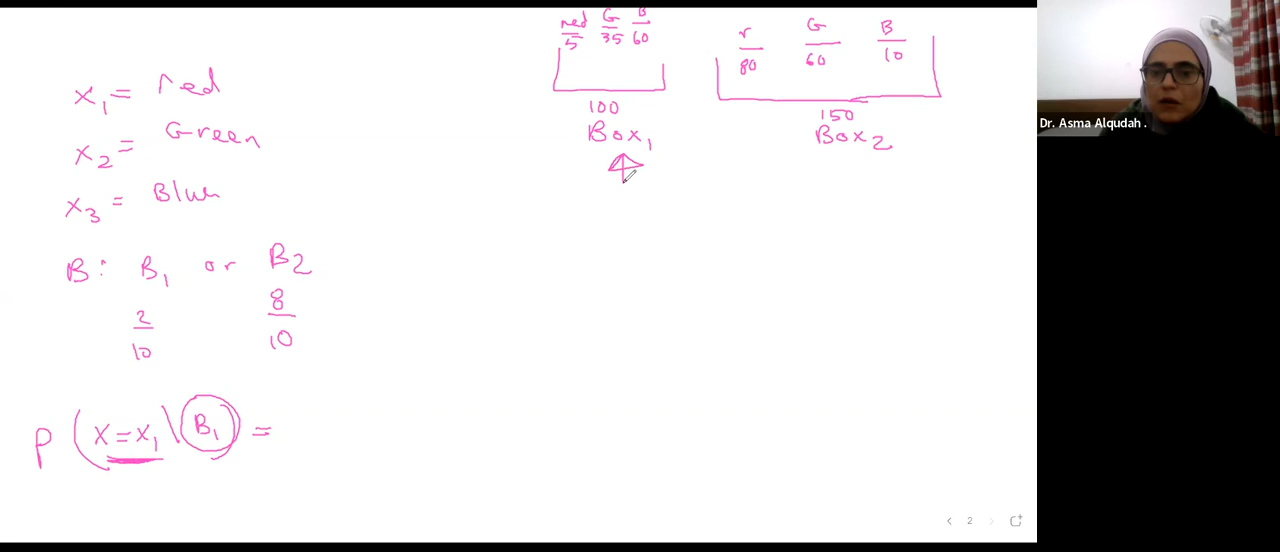 red G B
5 35 60
r G B
80 60 10
100
Box1
150
Box2
x1 = red
x2 = Green
x3 = Blue
B : B1 or B2
2/10 8/10
P ( X = X1 \ B1 ) =
Dr. Asma Alqudah .
2